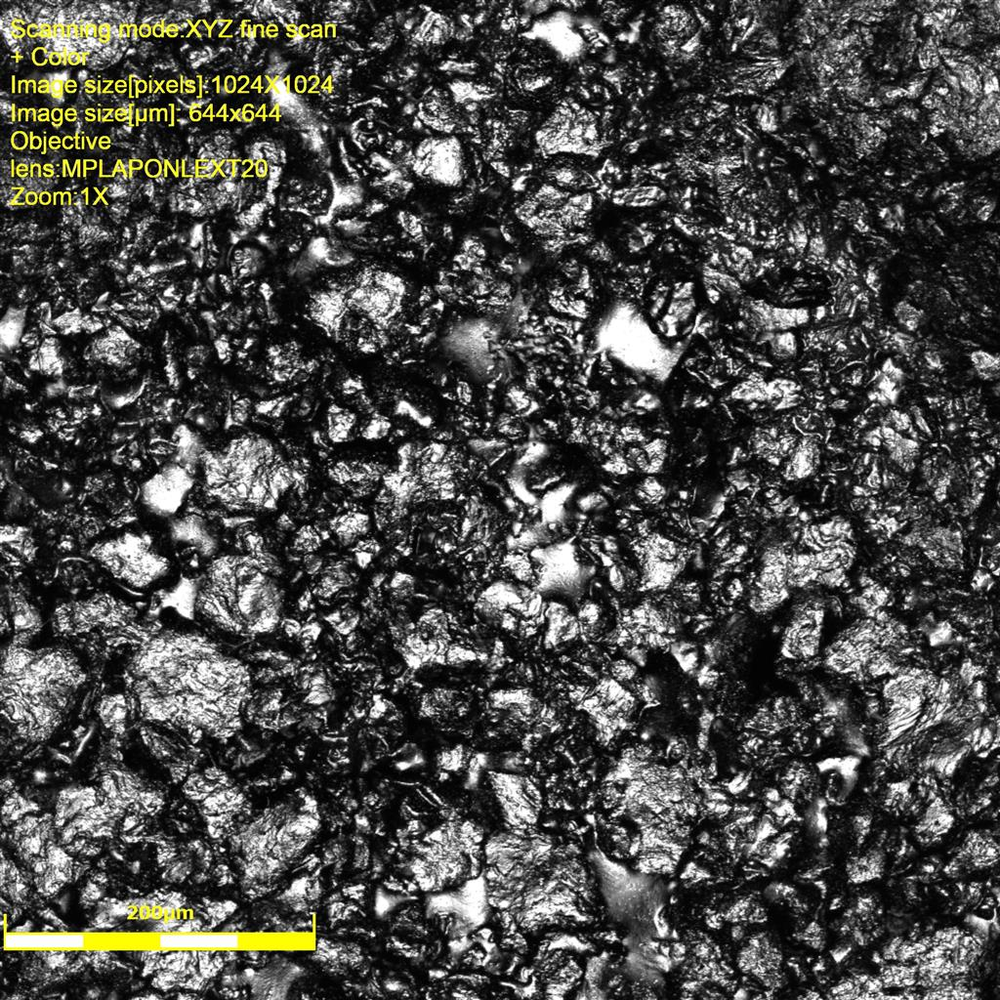 Scanning mode:XYZ fine scan
+ Color
Image size[pixels]:1024X1024
Image size[µm]: 644x644
Objective
lens:MPLAPONLEXT20
Zoom:1X
200µm